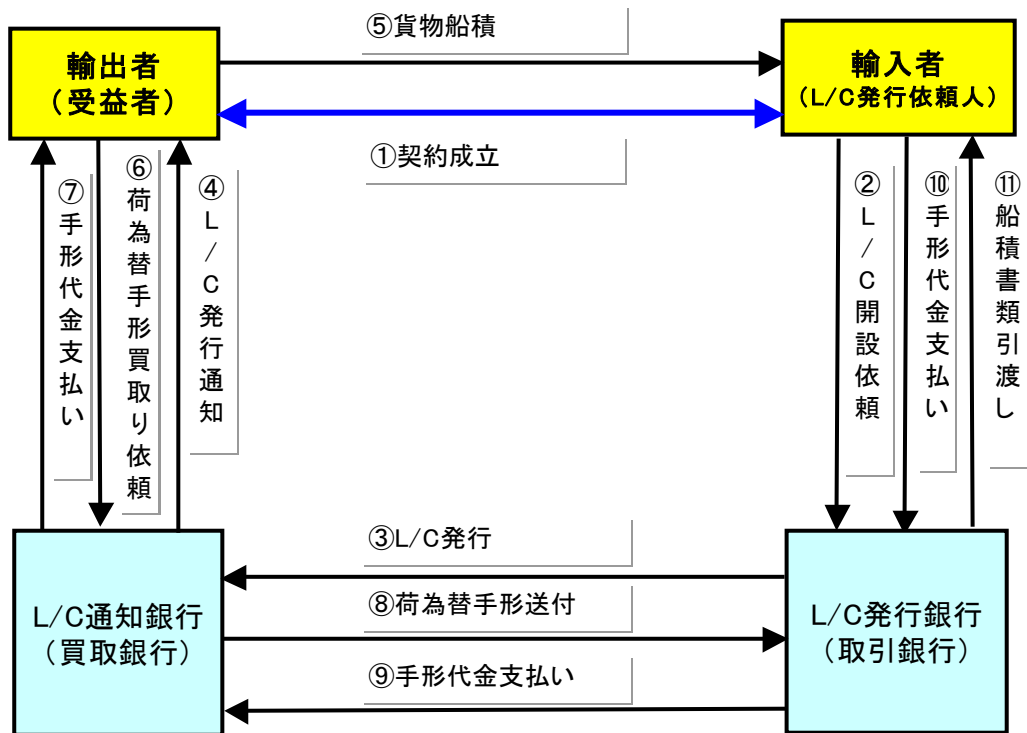 ⑤貨物船積
輸出者
（受益者）
輸入者
（L/C発行依頼人）
①契約成立
⑦手形代金支払い
⑥荷為替手形買取り依頼
④L/C発行通知
②L/C開設依頼
⑩手形代金支払い
⑪船積書類引渡し
③L/C発行
L/C通知銀行
（買取銀行）
⑧荷為替手形送付
L/C発行銀行
（取引銀行）
⑨手形代金支払い